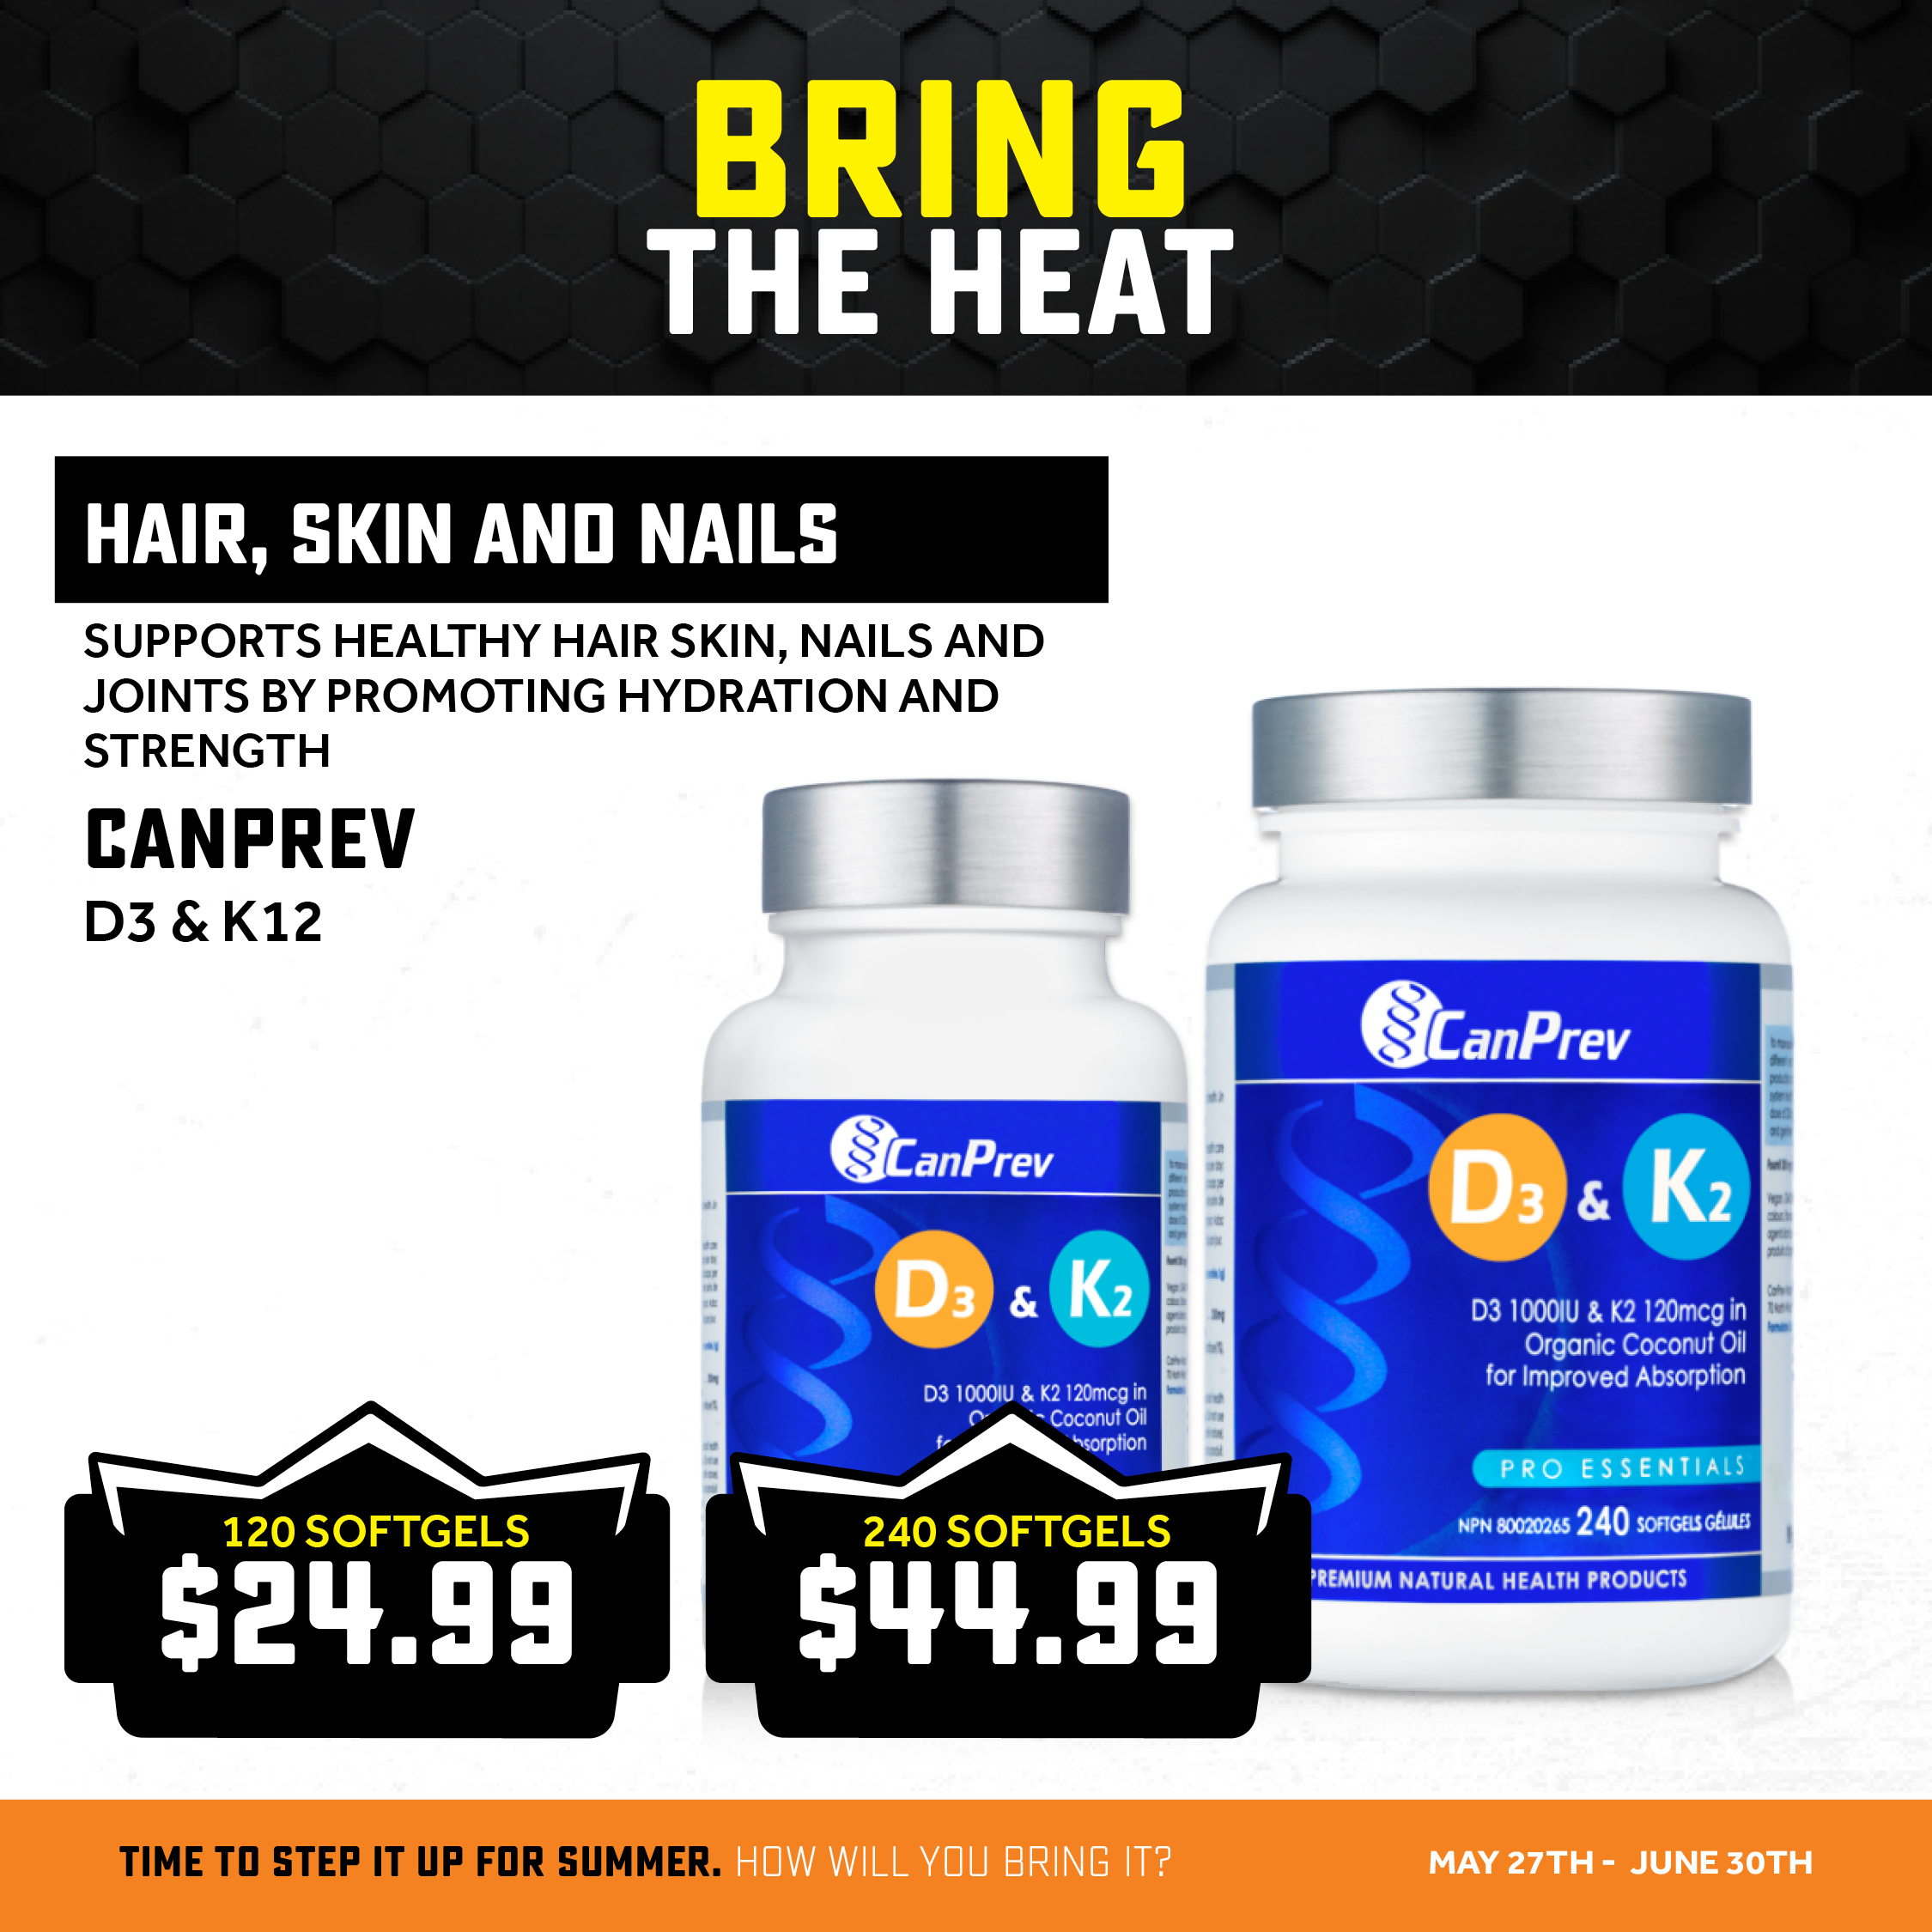 BRING
THE HEAT
HAIR, SKIN AND NAILS
SUPPORTS HEALTHY HAIR SKIN, NAILS AND
JOINTS BY PROMOTING HYDRATION AND
STRENGTH
CANPREV
D3 & K12
CanPrev
D3 & K2
D3 1000IU & K2 120mcg in
Coconut Oil
CanPrev
D3 & K2
D3 1000IU & K2 120mcg in
Organic Coconut Oil
for Improved Absorption
PRO ESSENTIALS
NPN 80020265 240 SOFTGELS GÉLULES
PREMIUM NATURAL HEALTH PRODUCTS
120 SOFTGELS
$24.99
240 SOFTGELS
$44.99
TIME TO STEP IT UP FOR SUMMER. HOW WILL YOU BRING IT?
MAY 27TH - JUNE 30TH